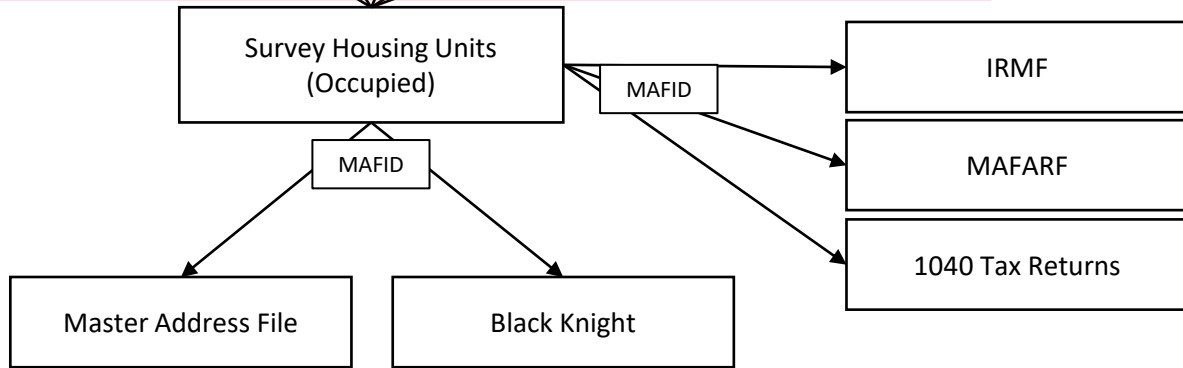 Survey Housing Units
(Occupied)
IRMF
MAFID
MAFARF
MAFID
1040 Tax Returns
Master Address File
Black Knight